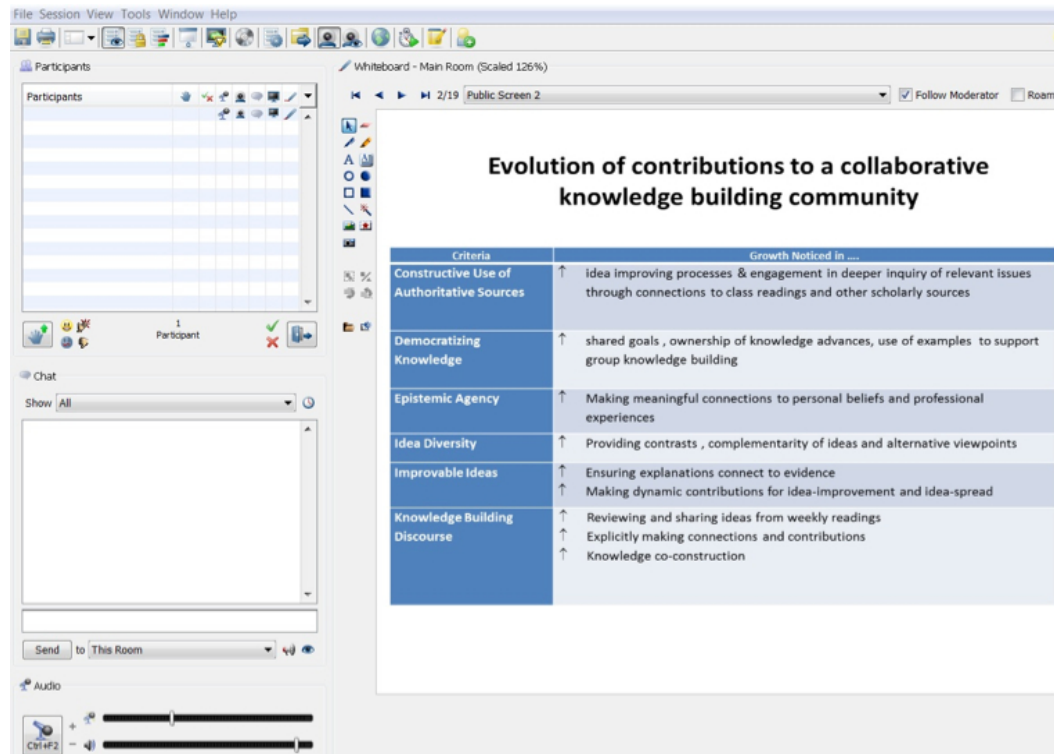 File Session View Tools Window Help
Participants
Participants
1
Participant
Chat
Show All
Send to This Room
Audio
Ctrl+F2
+
-
Whiteboard - Main Room (Scaled 126%)
2/19 Public Screen 2 Follow Moderator Roam
A A
Evolution of contributions to a collaborative
knowledge building community
Criteria Growth Noticed in ....
Constructive Use of ↑ idea improving processes & engagement in deeper inquiry of relevant issues
Authoritative Sources through connections to class readings and other scholarly sources
Democratizing ↑ shared goals , ownership of knowledge advances, use of examples to support
Knowledge group knowledge building
Epistemic Agency ↑ Making meaningful connections to personal beliefs and professional
experiences
Idea Diversity ↑ Providing contrasts , complementarity of ideas and alternative viewpoints
Improvable Ideas ↑ Ensuring explanations connect to evidence
↑ Making dynamic contributions for idea-improvement and idea-spread
Knowledge Building ↑ Reviewing and sharing ideas from weekly readings
Discourse ↑ Explicitly making connections and contributions
↑ Knowledge co-construction